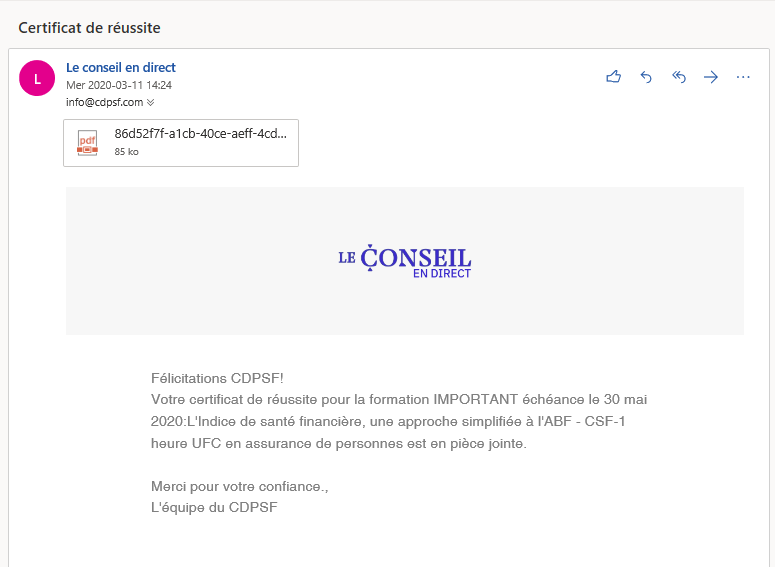 Certificat de réussite
L
Le conseil en direct
Mer 2020-03-11 14:24
info@cdpsf.com
pdf
86d52f7f-a1cb-40ce-aeff-4cd...
85 ko
LE CONSEIL
EN DIRECT
Félicitations CDPSF!
Votre certificat de réussite pour la formation IMPORTANT échéance le 30 mai
2020:L'Indice de santé financière, une approche simplifiée à l'ABF - CSF-1
heure UFC en assurance de personnes est en pièce jointe.
Merci pour votre confiance.,
L'équipe du CDPSF